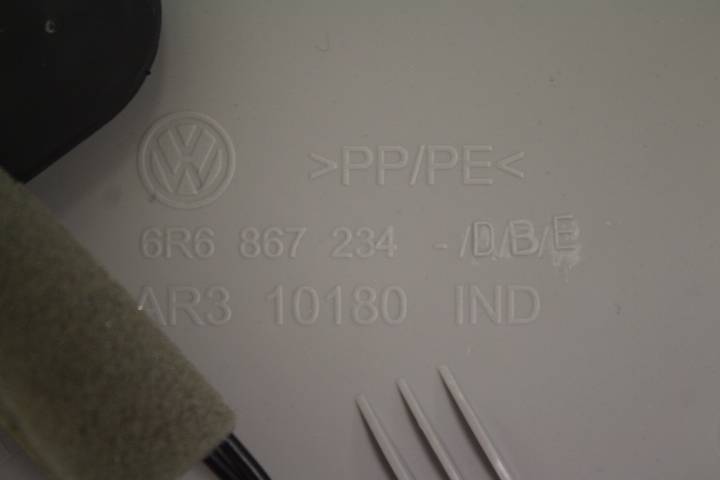 >PP/PE<
6R6 867 234 -/D/B/E
AR3 10180 IND